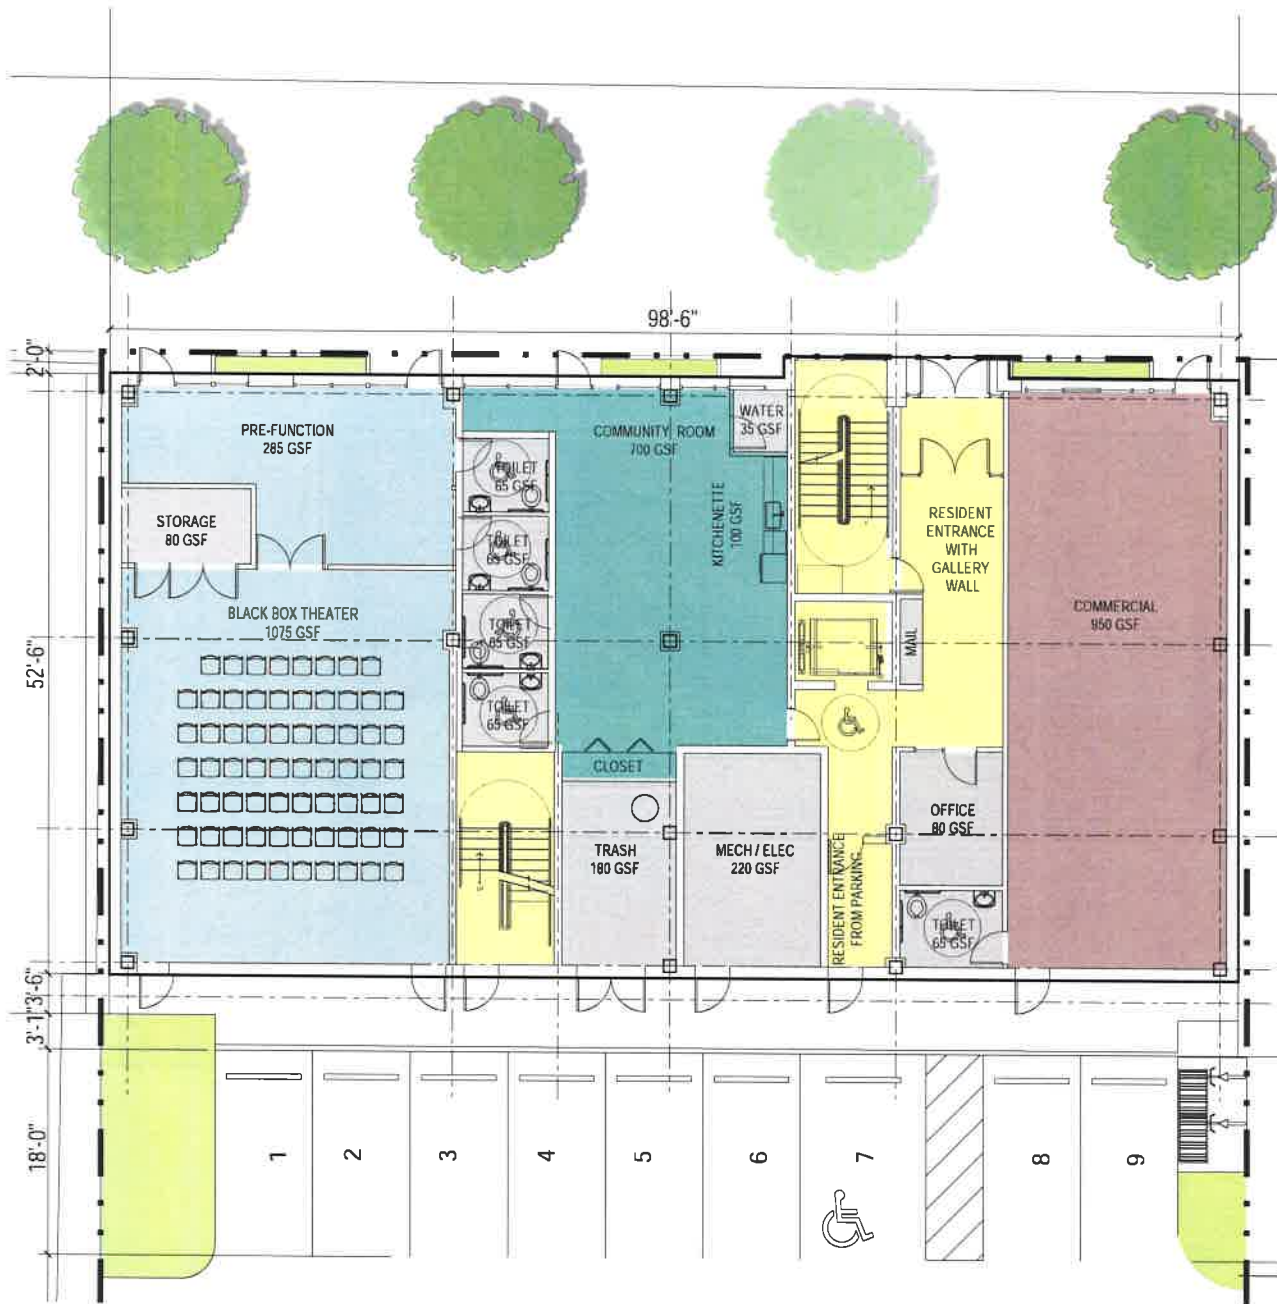 98'-6"
2'-0"
PRE-FUNCTION
285 GSF
COMMUNITY ROOM
700 GSF
WATER
35 GSF
TOILET
65 GSF
STORAGE
80 GSF
KITCHENETTE
100 GSF
RESIDENT
ENTRANCE
WITH
GALLERY
WALL
TOILET
65 GSF
BLACK BOX THEATER
1075 GSF
COMMERCIAL
950 GSF
TOILET
65 GSF
MAIL
52'-6"
TOILET
65 GSF
CLOSET
OFFICE
80 GSF
TRASH
180 GSF
MECH / ELEC
220 GSF
RESIDENT ENTRANCE
FROM PARKING
TOILET
65 GSF
3'-6"
3'-1"
18'-0"
1
2
3
4
5
6
7
8
9